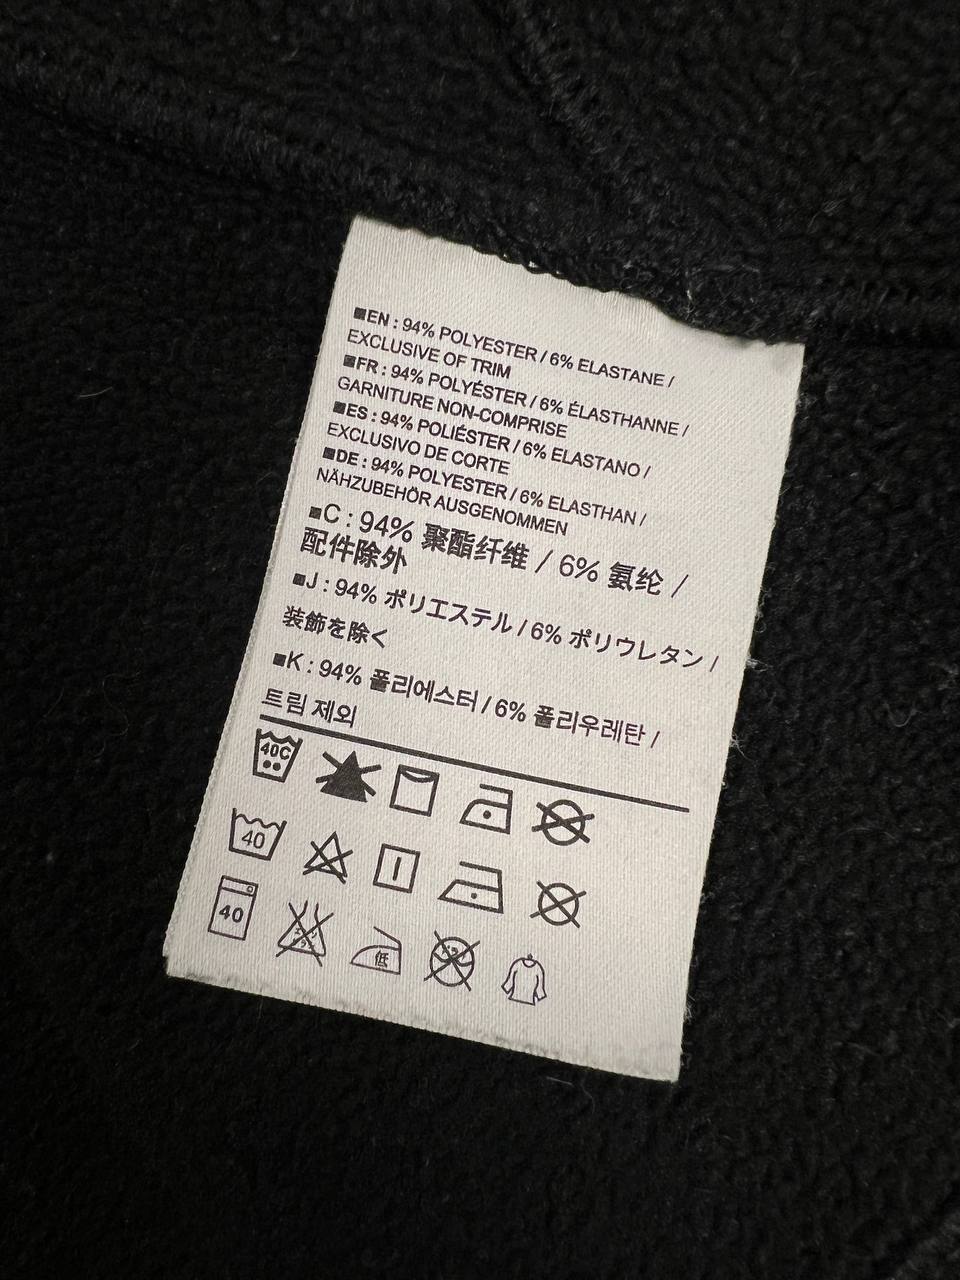 ■EN : 94% POLYESTER / 6% ELASTANE /
EXCLUSIVE OF TRIM
■FR : 94% POLYÉSTER / 6% ÉLASTHANNE /
GARNITURE NON-COMPRISE
■ES : 94% POLIÉSTER / 6% ELASTANO /
EXCLUSIVO DE CORTE
■DE : 94% POLYESTER / 6% ELASTHAN /
NÄHZUBEHÖR AUSGENOMMEN
■C : 94% 聚酯纤维 / 6% 氨纶 /
配件除外
■J : 94% ポリエステル / 6% ポリウレタン /
装飾を除く
■K : 94% 폴리에스터 / 6% 폴리우레탄 /
트림 제외
40C
40
40 低